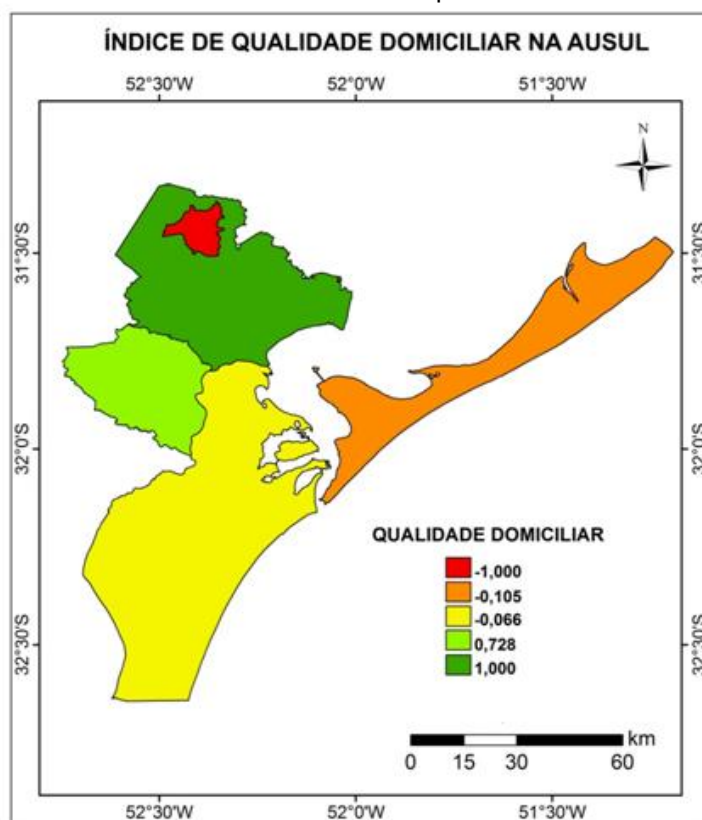 ÍNDICE DE QUALIDADE DOMICILIAR NA AUSUL
52°30'W 52°0'W 51°30'W
N
31°30'S 31°30'S
32°0'S 32°0'S
QUALIDADE DOMICILIAR
-1,000
-0,105
-0,066
0,728
1,000
32°30'S 32°30'S
km
0 15 30 60
52°30'W 52°0'W 51°30'W